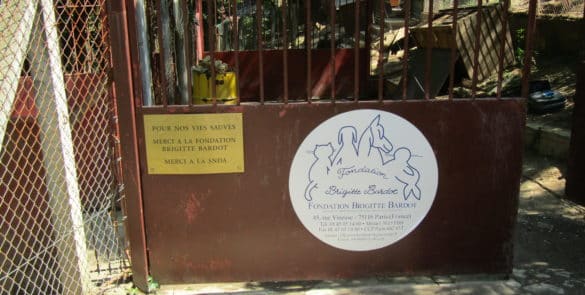 POUR NOS VIES SAUVES
MERCI A LA FONDATION
BRIGITTE BARDOT
MERCI A LA SNDA
Fondation
Brigitte Bardot
FONDATION BRIGITTE BARDOT
45, rue Vineuse - 75116 Paris (France)